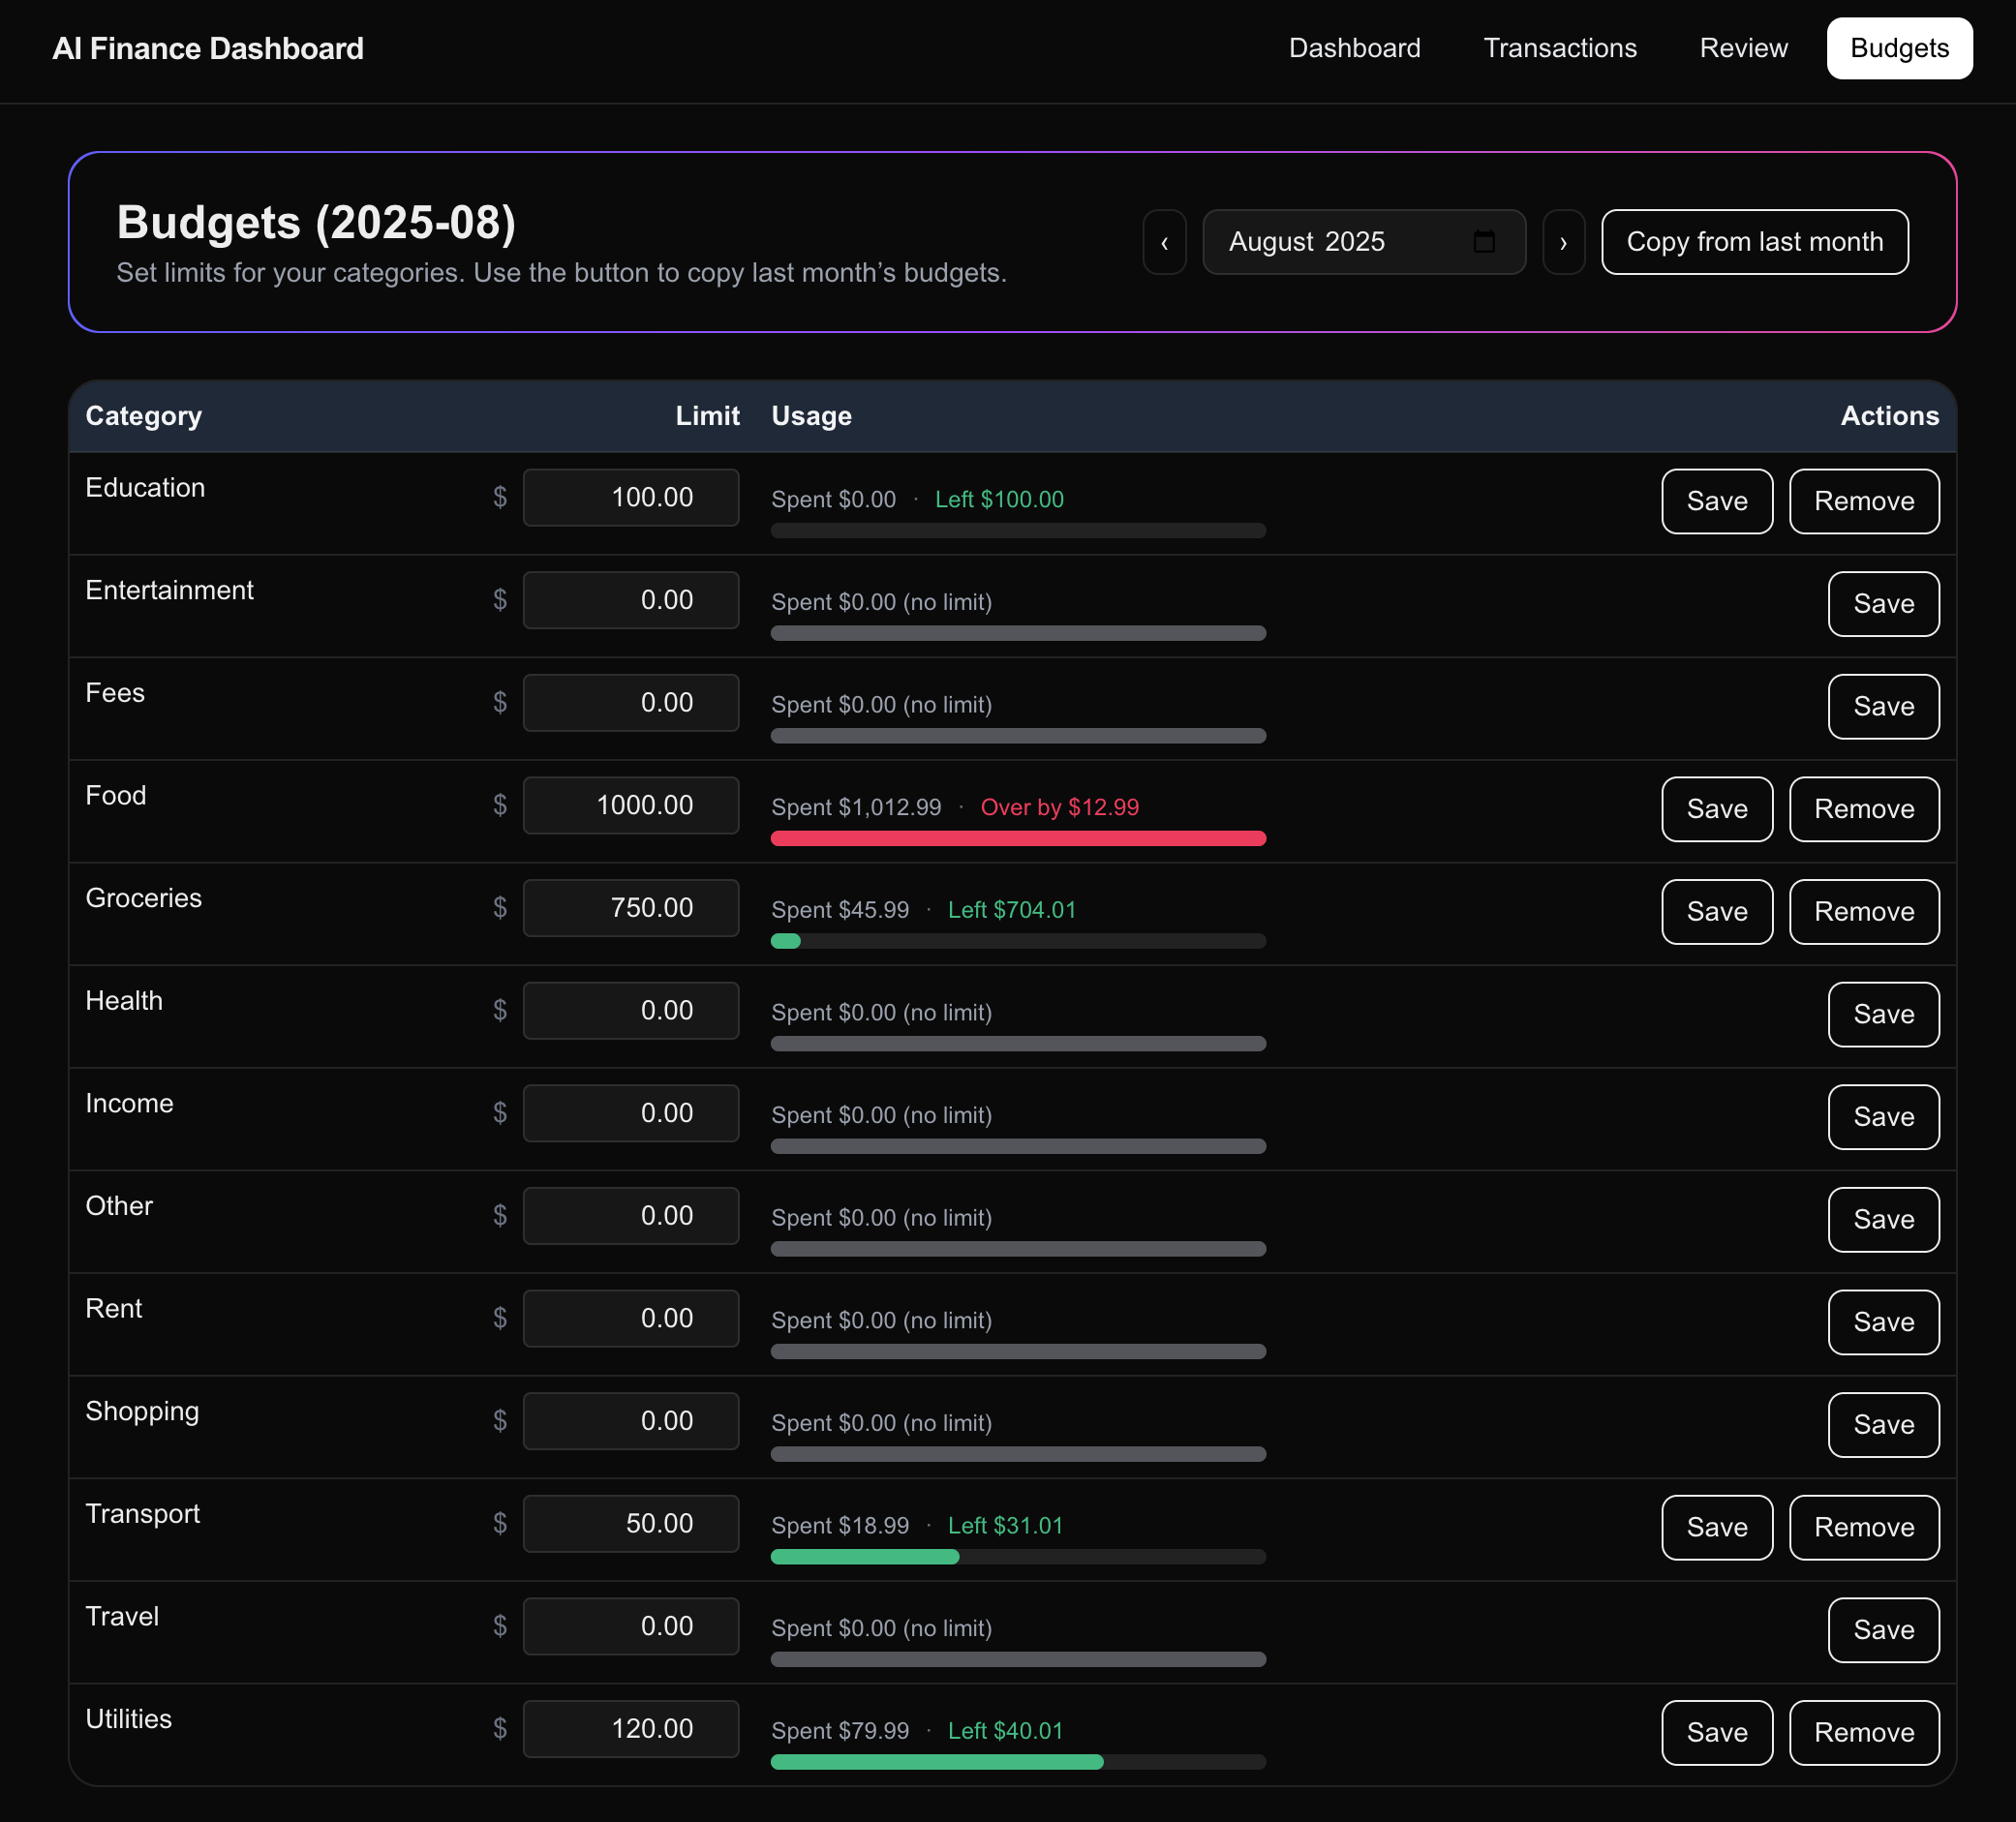 AI Finance Dashboard Dashboard Transactions Review Budgets
Budgets (2025-08)
Set limits for your categories. Use the button to copy last month’s budgets.
‹ August 2025 › Copy from last month
Category Limit Usage Actions
Education $ 100.00 Spent $0.00 · Left $100.00 Save Remove
Entertainment $ 0.00 Spent $0.00 (no limit) Save
Fees $ 0.00 Spent $0.00 (no limit) Save
Food $ 1000.00 Spent $1,012.99 · Over by $12.99 Save Remove
Groceries $ 750.00 Spent $45.99 · Left $704.01 Save Remove
Health $ 0.00 Spent $0.00 (no limit) Save
Income $ 0.00 Spent $0.00 (no limit) Save
Other $ 0.00 Spent $0.00 (no limit) Save
Rent $ 0.00 Spent $0.00 (no limit) Save
Shopping $ 0.00 Spent $0.00 (no limit) Save
Transport $ 50.00 Spent $18.99 · Left $31.01 Save Remove
Travel $ 0.00 Spent $0.00 (no limit) Save
Utilities $ 120.00 Spent $79.99 · Left $40.01 Save Remove